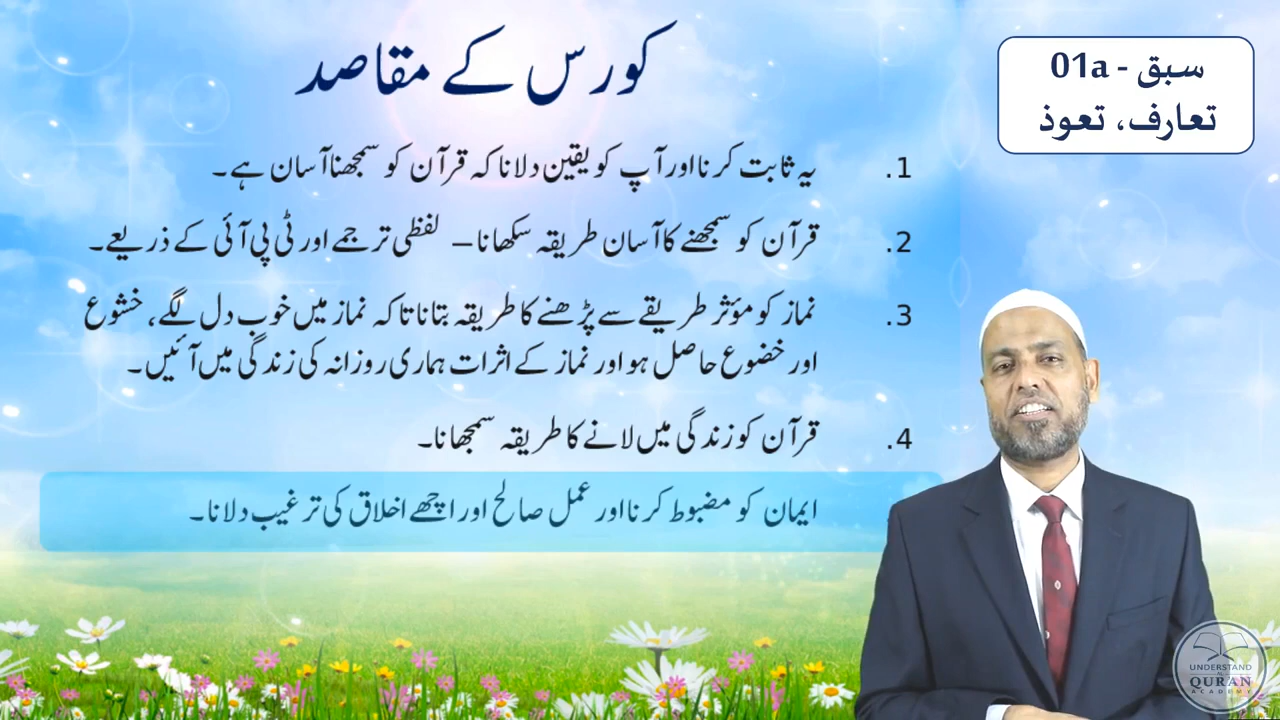 کورس کے مقاصد
سبق - 01a
تعارف، تعوذ
1. یہ ثابت کرنا اور آپ کو یقین دلانا کہ قرآن کو سمجھنا آسان ہے۔
2. قرآن کو سمجھنے کا آسان طریقہ سکھانا – لفظی ترجمے اور ٹی پی آئی کے ذریعے۔
3. نماز کو مؤثر طریقے سے پڑھنے کا طریقہ بتانا تاکہ نماز میں خوب دل لگے، خشوع
اور خضوع حاصل ہو اور نماز کے اثرات ہماری روزانہ کی زندگی میں آئیں۔
4. قرآن کو زندگی میں لانے کا طریقہ سمجھانا۔
ایمان کو مضبوط کرنا اور عمل صالح اور اچھے اخلاق کی ترغیب دلانا۔
UNDERSTAND
QURAN
ACADEMY